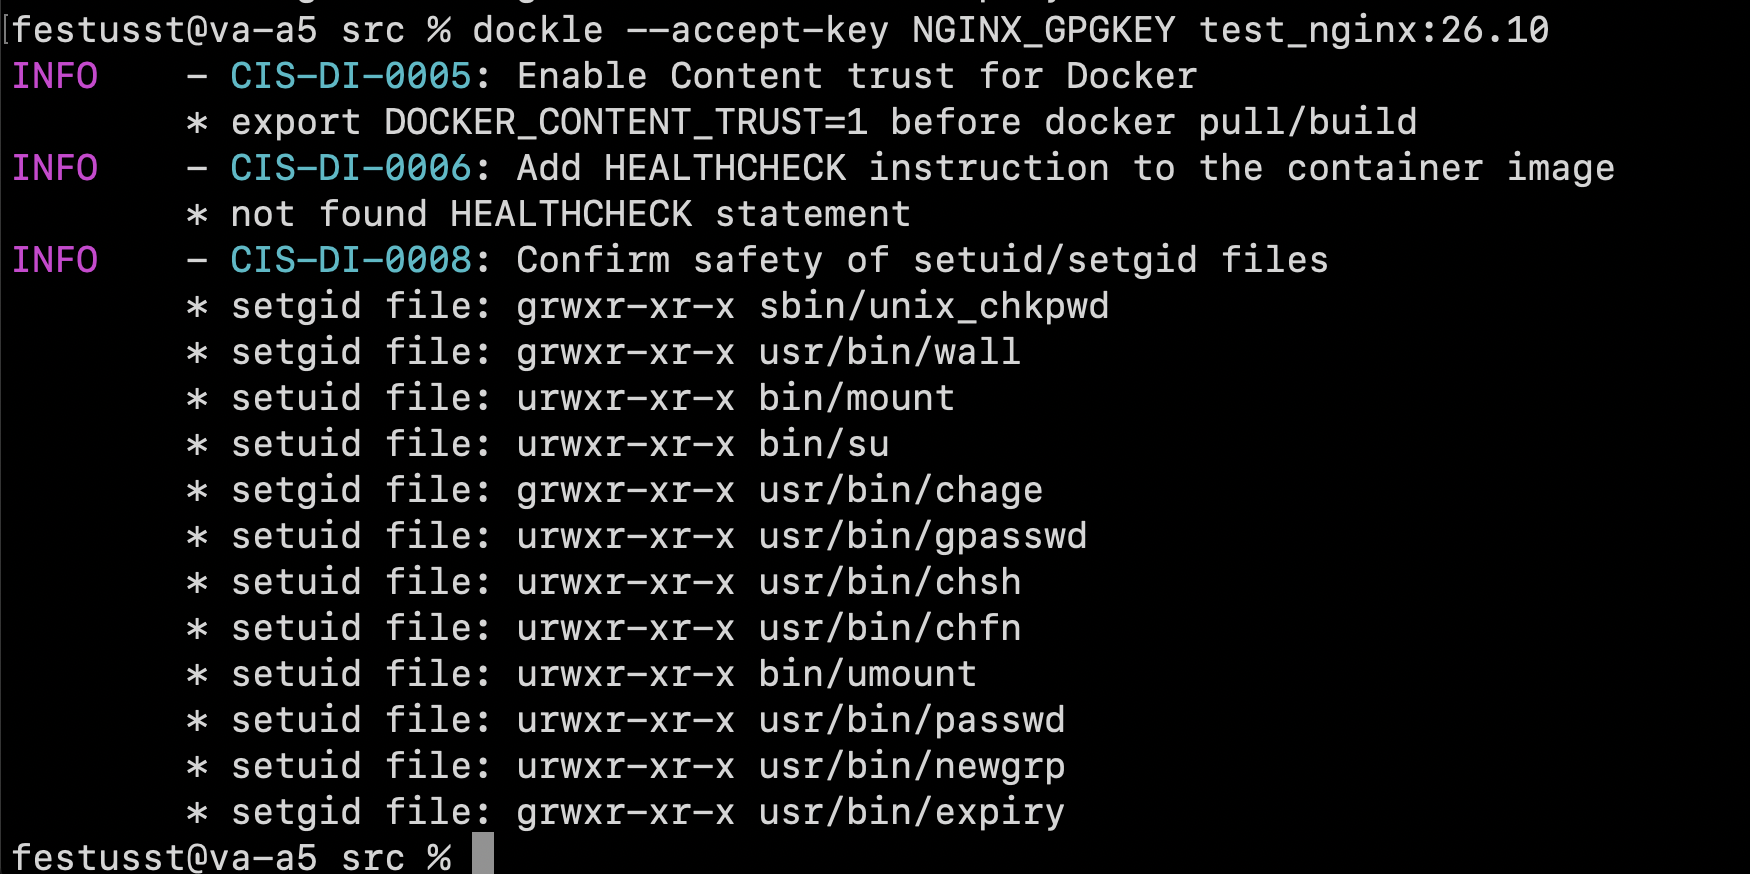 festusst@va-a5 src % dockle --accept-key NGINX_GPGKEY test_nginx:26.10
INFO    - CIS-DI-0005: Enable Content trust for Docker
        * export DOCKER_CONTENT_TRUST=1 before docker pull/build
INFO    - CIS-DI-0006: Add HEALTHCHECK instruction to the container image
        * not found HEALTHCHECK statement
INFO    - CIS-DI-0008: Confirm safety of setuid/setgid files
        * setgid file: grwxr-xr-x sbin/unix_chkpwd
        * setgid file: grwxr-xr-x usr/bin/wall
        * setuid file: urwxr-xr-x bin/mount
        * setuid file: urwxr-xr-x bin/su
        * setgid file: grwxr-xr-x usr/bin/chage
        * setuid file: urwxr-xr-x usr/bin/gpasswd
        * setuid file: urwxr-xr-x usr/bin/chsh
        * setuid file: urwxr-xr-x usr/bin/chfn
        * setuid file: urwxr-xr-x bin/umount
        * setuid file: urwxr-xr-x usr/bin/passwd
        * setuid file: urwxr-xr-x usr/bin/newgrp
        * setgid file: grwxr-xr-x usr/bin/expiry
festusst@va-a5 src %